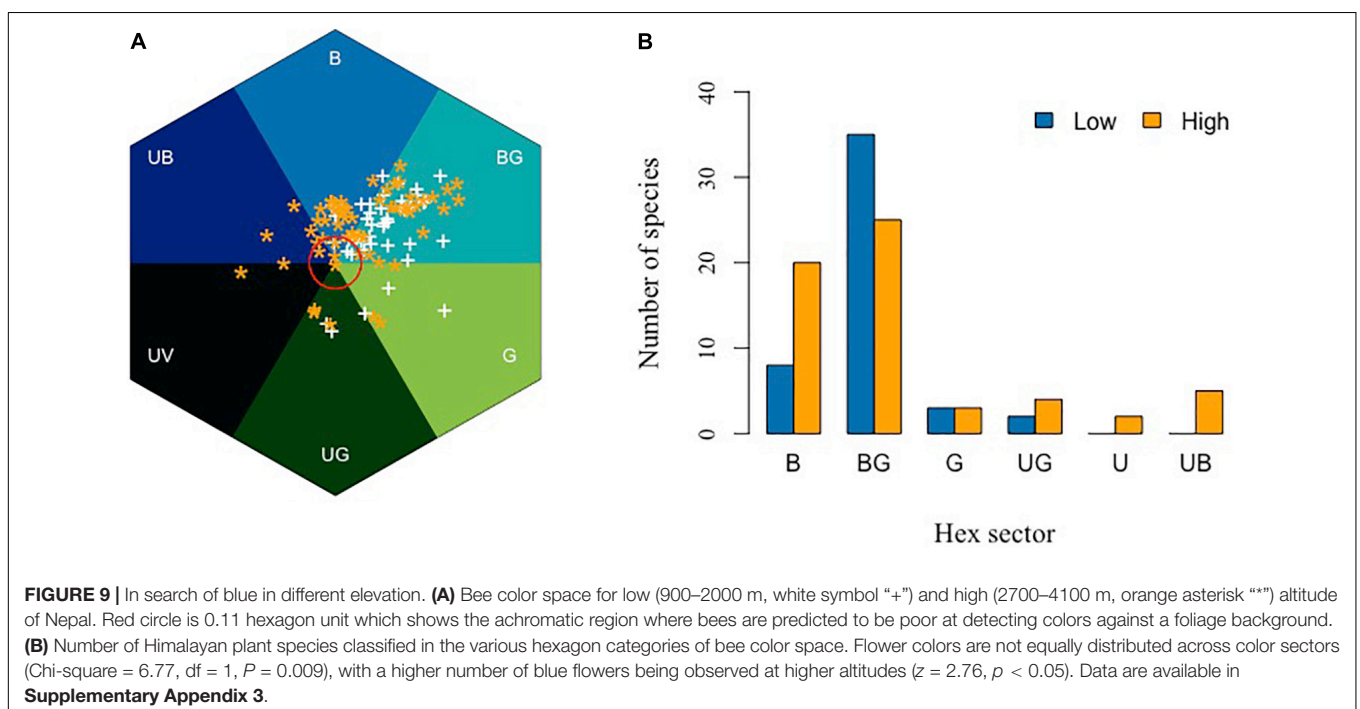 A
B
B
UB
BG
UV
G
UG
Number of species
40
30
20
10
0
Low High
B BG G UG U UB
Hex sector
FIGURE 9 | In search of blue in different elevation. (A) Bee color space for low (900–2000 m, white symbol “+”) and high (2700–4100 m, orange asterisk “*”) altitude
of Nepal. Red circle is 0.11 hexagon unit which shows the achromatic region where bees are predicted to be poor at detecting colors against a foliage background.
(B) Number of Himalayan plant species classified in the various hexagon categories of bee color space. Flower colors are not equally distributed across color sectors
(Chi-square = 6.77, df = 1, P = 0.009), with a higher number of blue flowers being observed at higher altitudes (z = 2.76, p < 0.05). Data are available in
Supplementary Appendix 3.